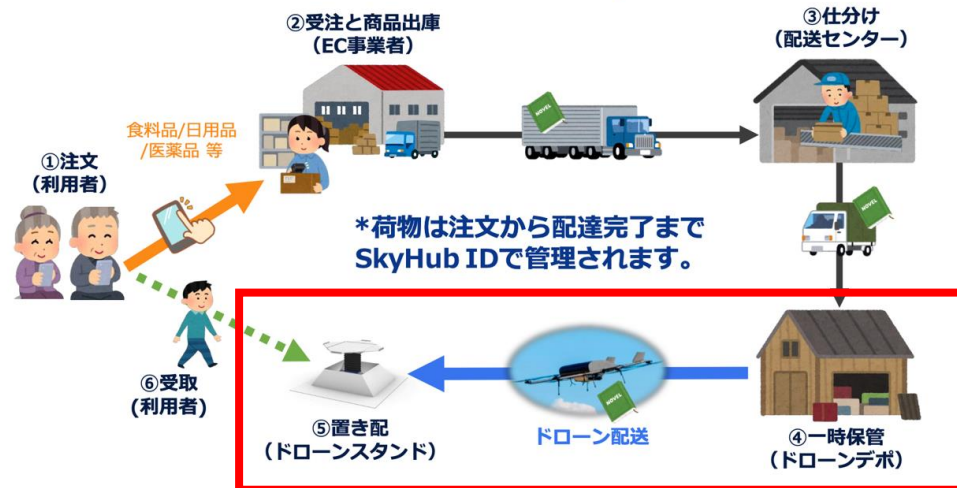 ②受注と商品出庫
（EC事業者）
③仕分け
（配送センター）
食料品/日用品
/医薬品 等
①注文
（利用者）
NOVEL
NOVEL
*荷物は注文から配達完了まで
SkyHub IDで管理されます。
⑥受取
(利用者)
⑤置き配
（ドローンスタンド）
NOVEL
ドローン配送
④一時保管
（ドローンデポ）